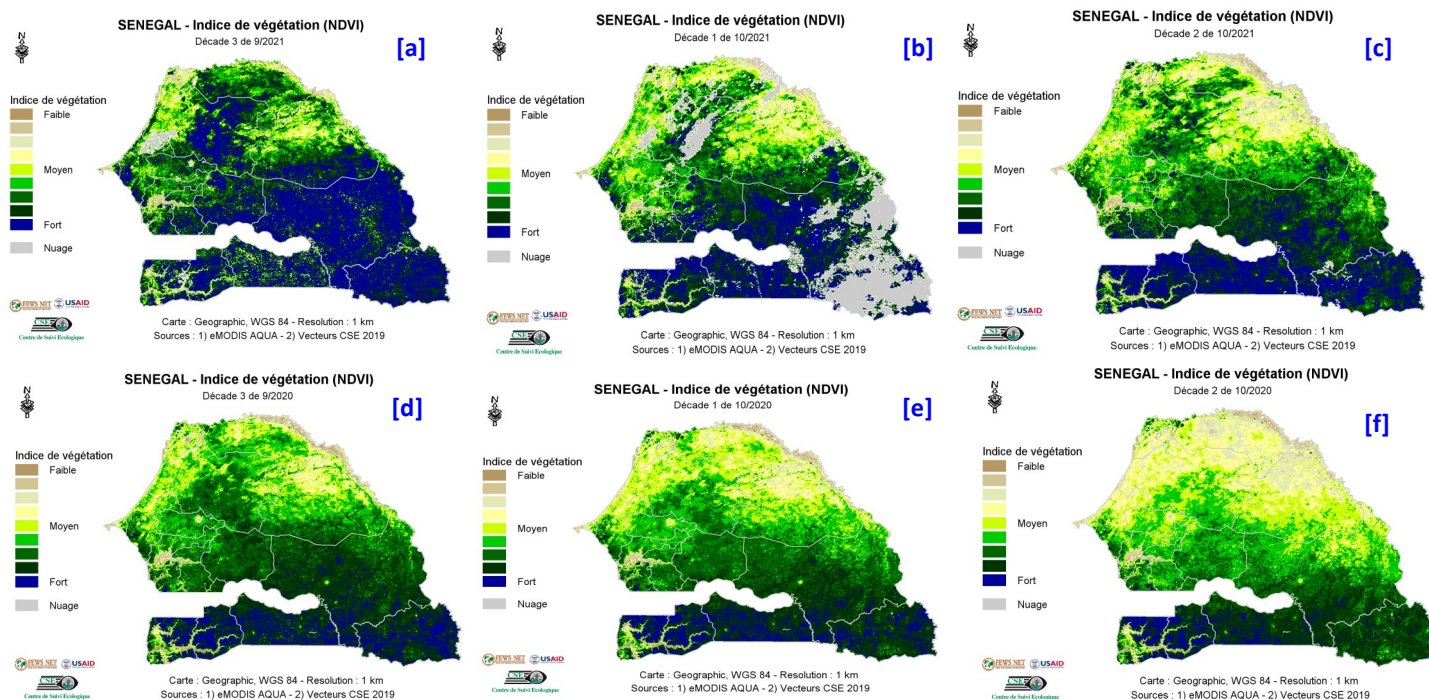 SENEGAL - Indice de végétation (NDVI)
Décade 3 de 9/2021
[a]
N
Indice de végétation
Faible
Moyen
Fort
Nuage
FEWS NET
USAID
CSE
Centre de Suivi Ecologique
Carte : Geographic, WGS 84 - Resolution : 1 km
Sources : 1) eMODIS AQUA - 2) Vecteurs CSE 2019
SENEGAL - Indice de végétation (NDVI)
Décade 1 de 10/2021
[b]
N
Indice de végétation
Faible
Moyen
Fort
Nuage
FEWS NET
USAID
CSE
Centre de Suivi Ecologique
Carte : Geographic, WGS 84 - Resolution : 1 km
Sources : 1) eMODIS AQUA - 2) Vecteurs CSE 2019
SENEGAL - Indice de végétation (NDVI)
Décade 2 de 10/2021
[c]
N
Indice de végétation
Faible
Moyen
Fort
Nuage
FEWS NET
USAID
CSE
Centre de Suivi Ecologique
Carte : Geographic, WGS 84 - Resolution : 1 km
Sources : 1) eMODIS AQUA - 2) Vecteurs CSE 2019
SENEGAL - Indice de végétation (NDVI)
Décade 3 de 9/2020
[d]
N
Indice de végétation
Faible
Moyen
Fort
Nuage
FEWS NET
USAID
CSE
Centre de Suivi Ecologique
Carte : Geographic, WGS 84 - Resolution : 1 km
Sources : 1) eMODIS AQUA - 2) Vecteurs CSE 2019
SENEGAL - Indice de végétation (NDVI)
Décade 1 de 10/2020
[e]
N
Indice de végétation
Faible
Moyen
Fort
Nuage
FEWS NET
USAID
CSE
Centre de Suivi Ecologique
Carte : Geographic, WGS 84 - Resolution : 1 km
Sources : 1) eMODIS AQUA - 2) Vecteurs CSE 2019
SENEGAL - Indice de végétation (NDVI)
Décade 2 de 10/2020
[f]
N
Indice de végétation
Faible
Moyen
Fort
Nuage
FEWS NET
USAID
CSE
Centre de Suivi Ecologique
Carte : Geographic, WGS 84 - Resolution : 1 km
Sources : 1) eMODIS AQUA - 2) Vecteurs CSE 2019